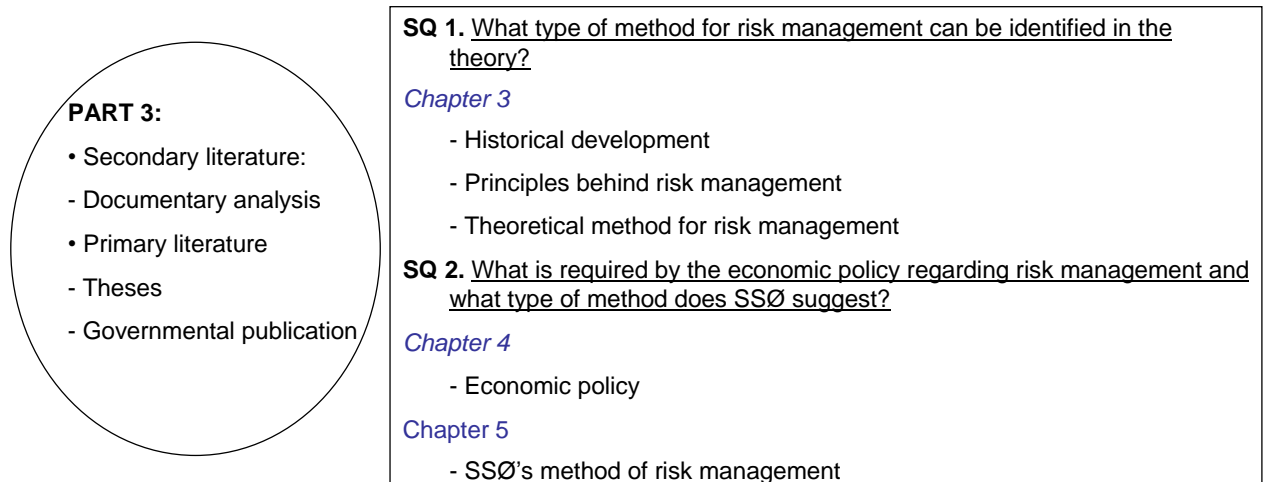 PART 3:
• Secondary literature:
- Documentary analysis
• Primary literature
- Theses
- Governmental publication
SQ 1. What type of method for risk management can be identified in the
theory?
Chapter 3
- Historical development
- Principles behind risk management
- Theoretical method for risk management
SQ 2. What is required by the economic policy regarding risk management and
what type of method does SSØ suggest?
Chapter 4
- Economic policy
Chapter 5
- SSØ's method of risk management